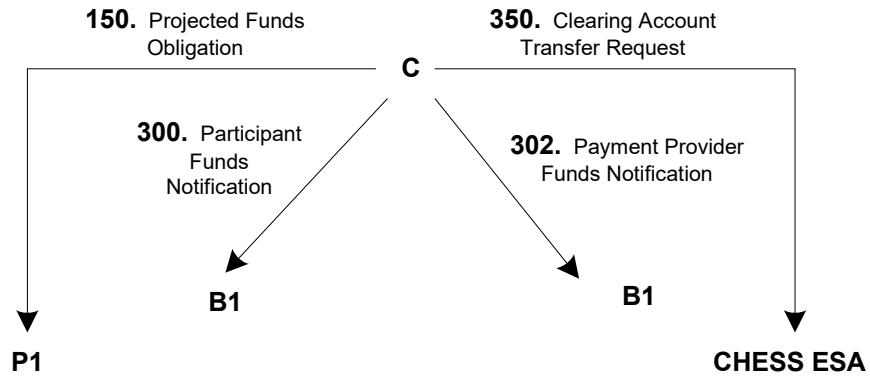 150. Projected Funds
Obligation
350. Clearing Account
Transfer Request
C
300. Participant
Funds
Notification
302. Payment Provider
Funds Notification
B1
B1
P1
CHESS ESA